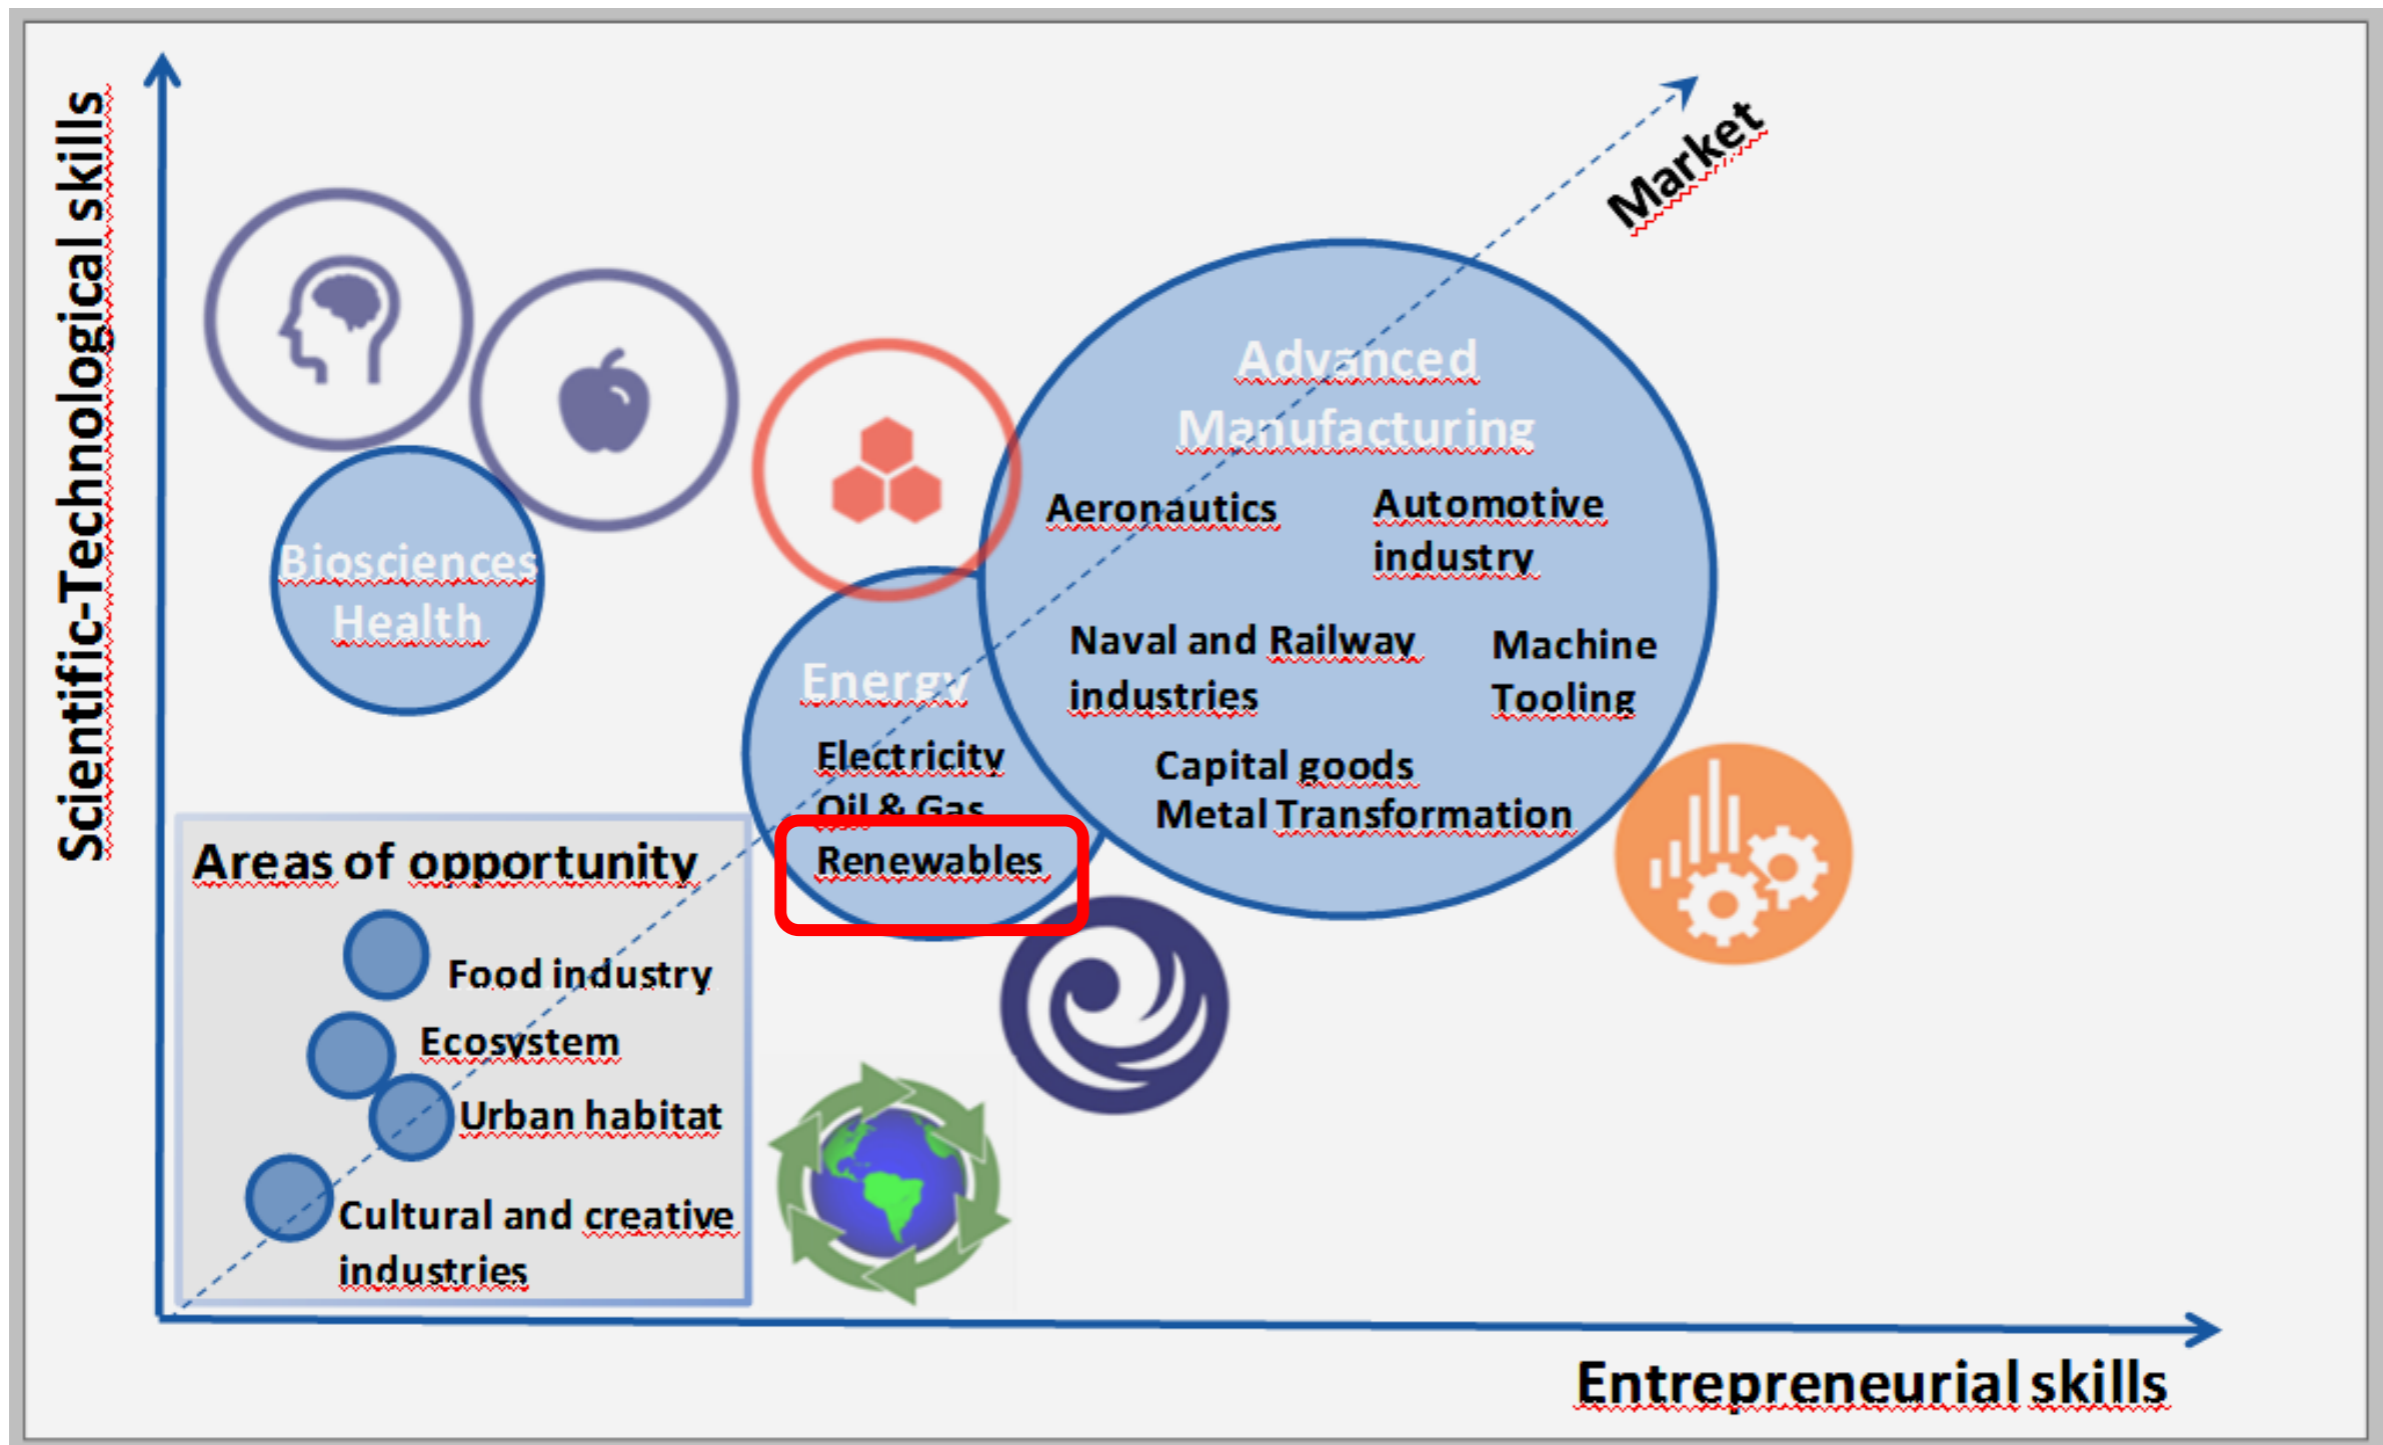 Scientific-Technological skills
Market
Advanced
Manufacturing
Aeronautics
Automotive
industry
Naval and Railway
industries
Machine
Tooling
Capital goods
Metal Transformation
Biosciences
Health
Energy
Electricity
Oil & Gas
Renewables
Areas of opportunity
Food industry
Ecosystem
Urban habitat
Cultural and creative
industries
Entrepreneurial skills